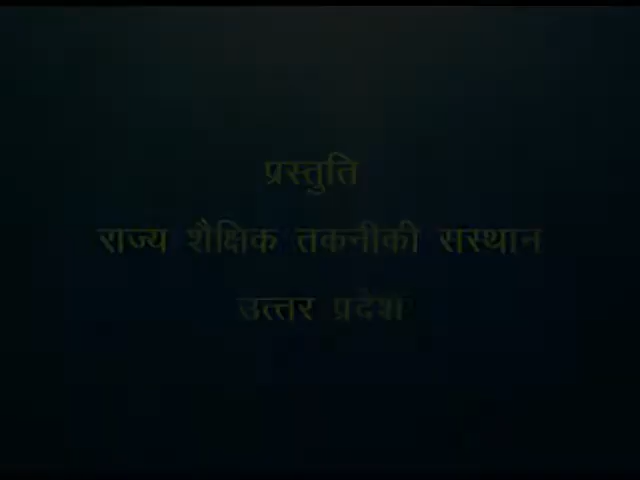 प्रस्तुति
राज्य शैक्षिक तकनीकी संस्थान
उत्तर प्रदेश